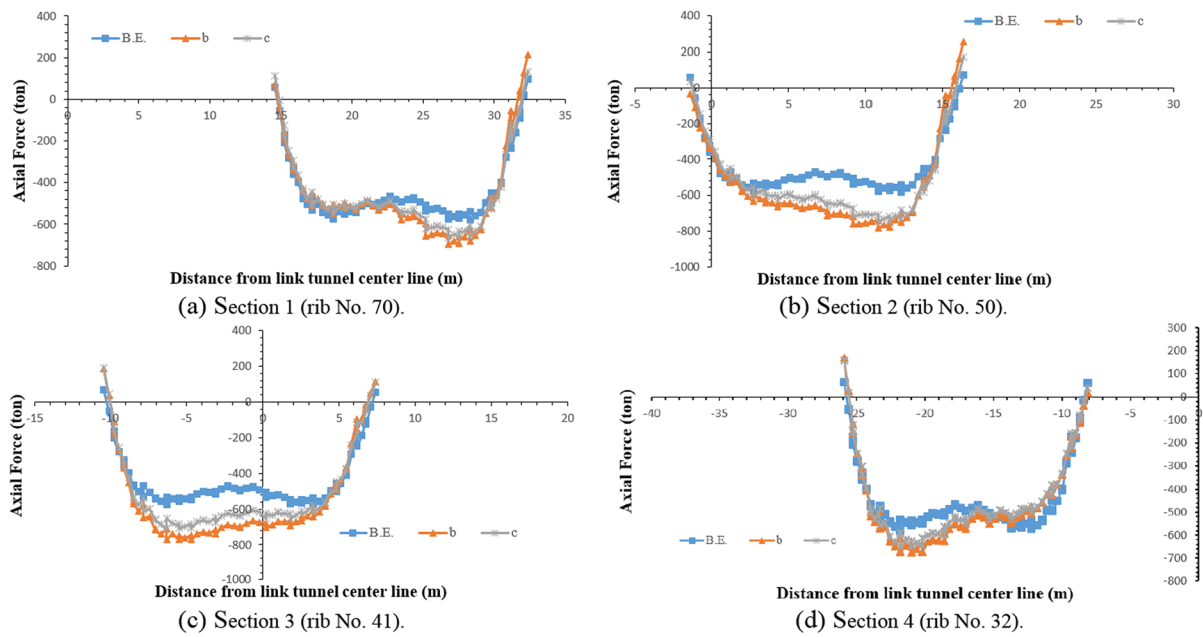 400
200
0
-200
-400
-600
-800
0 5 10 15 20 25 30 35
B.E. b c
Axial Force (ton)
Distance from link tunnel center line (m)
(a) Section 1 (rib No. 70).
400
200
0
-200
-400
-600
-800
-1000
-5 0 5 10 15 20 25 30
B.E. b c
Axial Force (ton)
Distance from link tunnel center line (m)
(b) Section 2 (rib No. 50).
400
200
0
-200
-400
-600
-800
-1000
-15 -10 -5 0 5 10 15 20
B.E. b c
Axial Force (ton)
Distance from link tunnel center line (m)
(c) Section 3 (rib No. 41).
300
200
100
0
-100
-200
-300
-400
-500
-600
-700
-800
-40 -35 -30 -25 -20 -15 -10 -5 0
B.E. b c
Axial Force (ton)
Distance from link tunnel center line (m)
(d) Section 4 (rib No. 32).